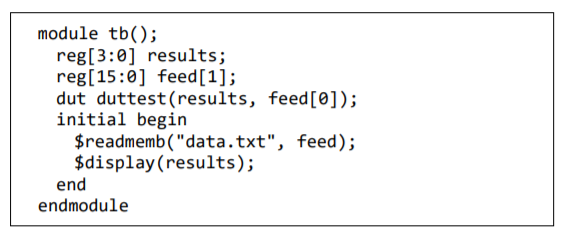 module tb();
reg[3:0] results;
reg[15:0] feed[1];
dut duttest(results, feed[0]);
initial begin
$readmemb("data.txt", feed);
$display(results);
end
endmodule